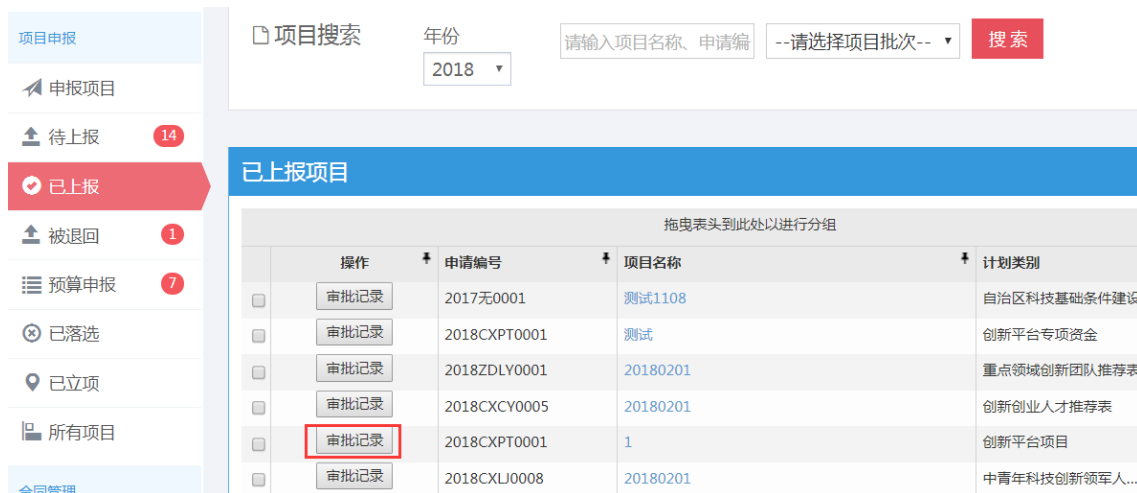 项目申报
申报项目
待上报 14
已上报
被退回 1
预算申报 7
已落选
已立项
所有项目
合同管理
项目搜索
年份
2018
请输入项目名称、申请编
--请选择项目批次--
搜索
已上报项目
拖曳表头到此处以进行分组
操作 申请编号 项目名称 计划类别
审批记录 2017无0001 测试1108 自治区科技基础条件建设
审批记录 2018CXPT0001 测试 创新平台专项资金
审批记录 2018ZDLY0001 20180201 重点领域创新团队推荐表
审批记录 2018CXCY0005 20180201 创新创业人才推荐表
审批记录 2018CXPT0001 1 创新平台项目
审批记录 2018CXLJ0008 20180201 中青年科技创新领军人...